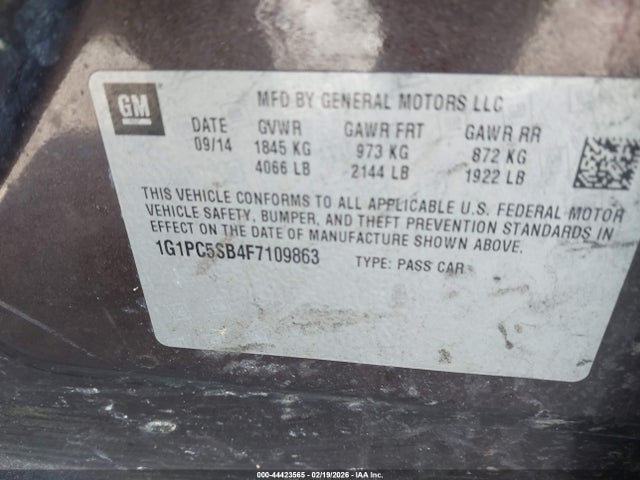 GM
MFD BY GENERAL MOTORS LLC
DATE GVWR GAWR FRT GAWR RR
09/14 1845 KG 973 KG 872 KG
4066 LB 2144 LB 1922 LB
THIS VEHICLE CONFORMS TO ALL APPLICABLE U.S. FEDERAL MOTOR
VEHICLE SAFETY, BUMPER, AND THEFT PREVENTION STANDARDS IN
EFFECT ON THE DATE OF MANUFACTURE SHOWN ABOVE.
1G1PC5SB4F7109863 TYPE: PASS CAR
000-44423565 - 02/19/2026 - IAA Inc.